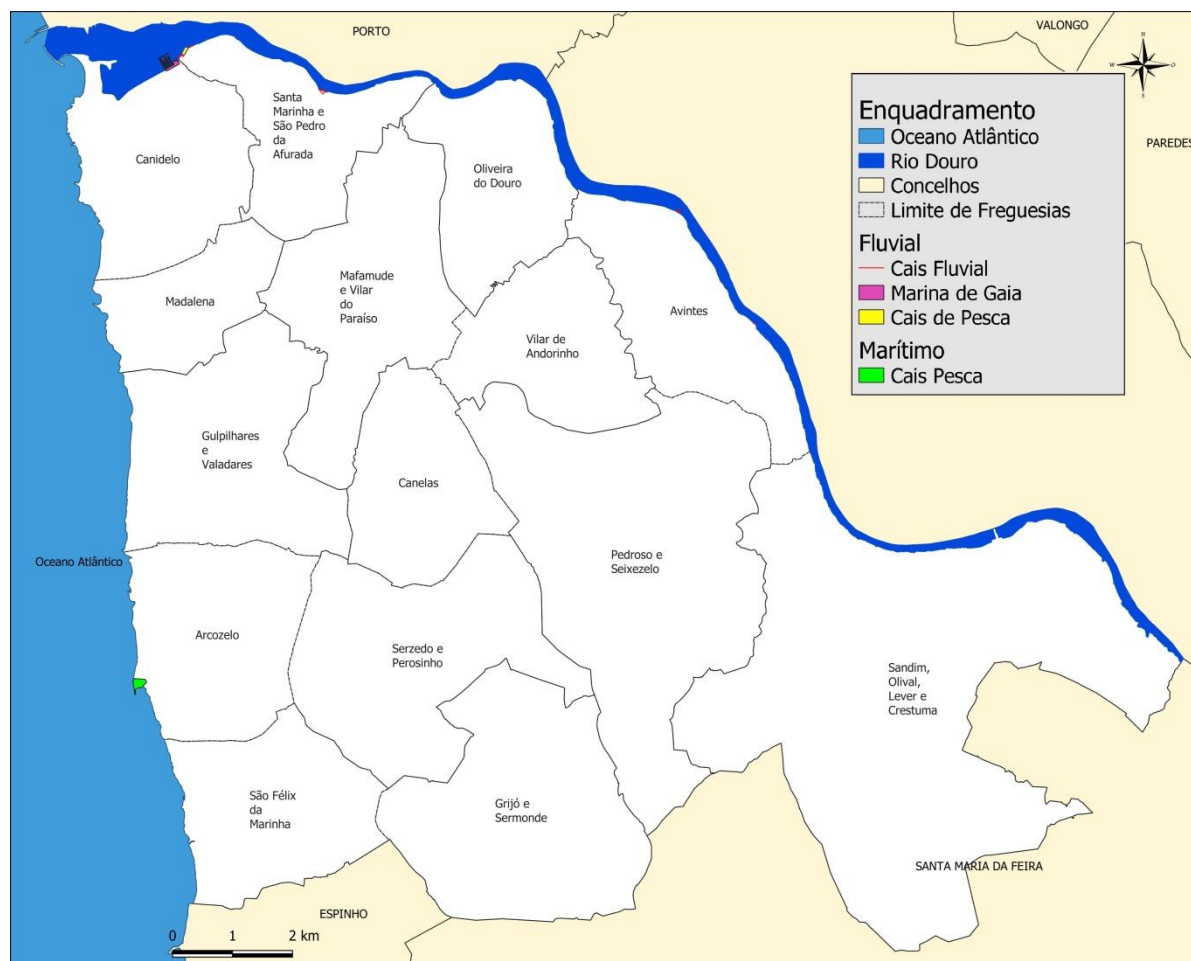 PORTO
VALONGO
N
W
O
S
PAREDES
Enquadramento
Oceano Atlântico
Rio Douro
Concelhos
Limite de Freguesias
Fluvial
Cais Fluvial
Marina de Gaia
Cais de Pesca
Marítimo
Cais Pesca
Santa
Marinha e
São Pedro
da
Afurada
Canidelo
Oliveira
do Douro
Mafamude
e Vilar
do
Paraíso
Madalena
Avintes
Vilar de
Andorinho
Gulpilhares
e
Valadares
Canelas
Oceano Atlântico
Pedroso e
Seixezelo
Arcozelo
Serzedo e
Perosinho
Sandim,
Olival,
Lever e
Crestuma
São Félix
da
Marinha
Grijó e
Sermonde
SANTA MARIA DA FEIRA
ESPINHO
0 1 2 km